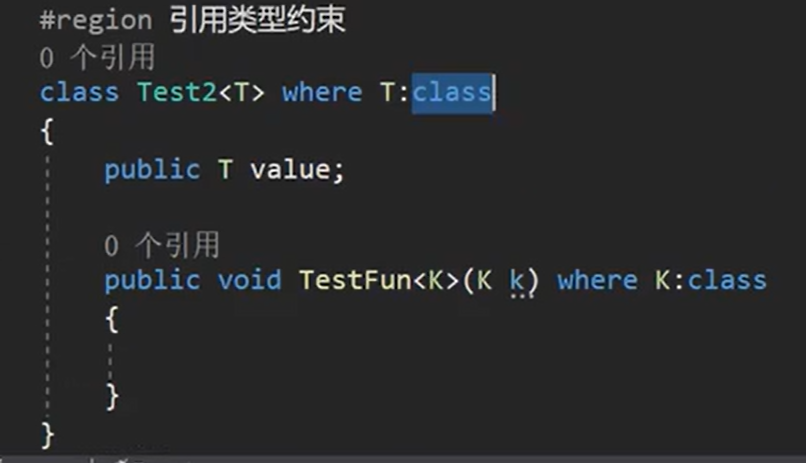 #region 引用类型约束
0 个引用
class Test2<T> where T:class
{
public T value;
0 个引用
public void TestFun<K>(K k) where K:class
{
}
}